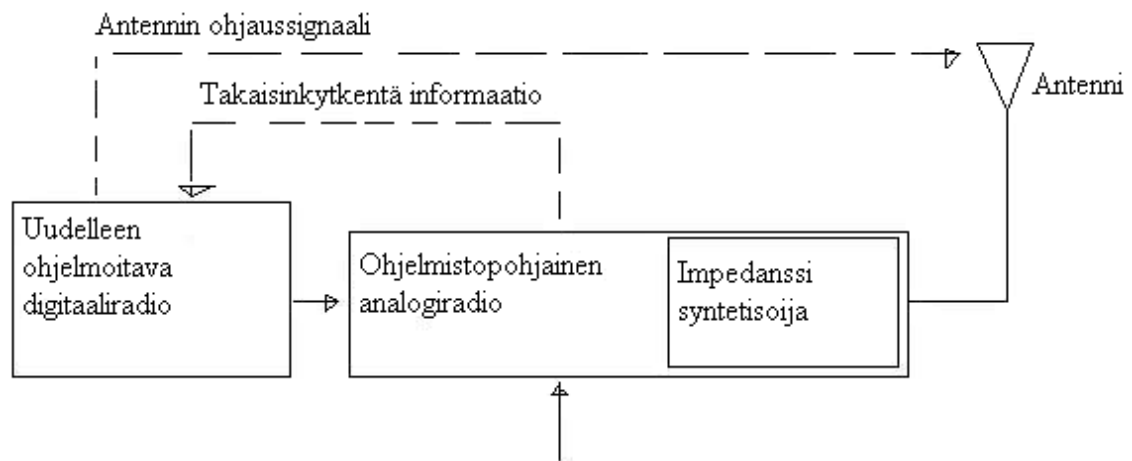 Antennin ohjaussignaali
Takaisinkytkentä informaatio
Antenni
Uudelleen
ohjelmoitava
digitaaliradio
Ohjelmistopohjainen
analogiradio
Impedanssi
syntetisoija